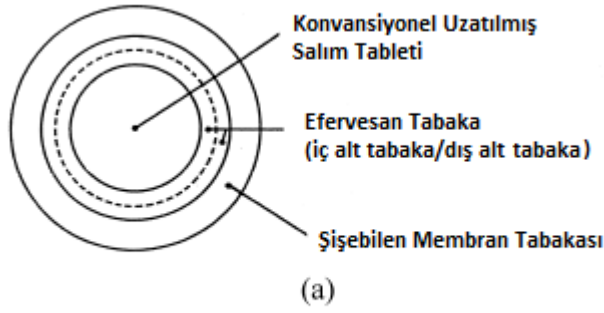 Konvansiyonel Uzatılmış
Salım Tableti
Efervesan Tabaka
(iç alt tabaka/dış alt tabaka)
Şişebilen Membran Tabakası
(a)